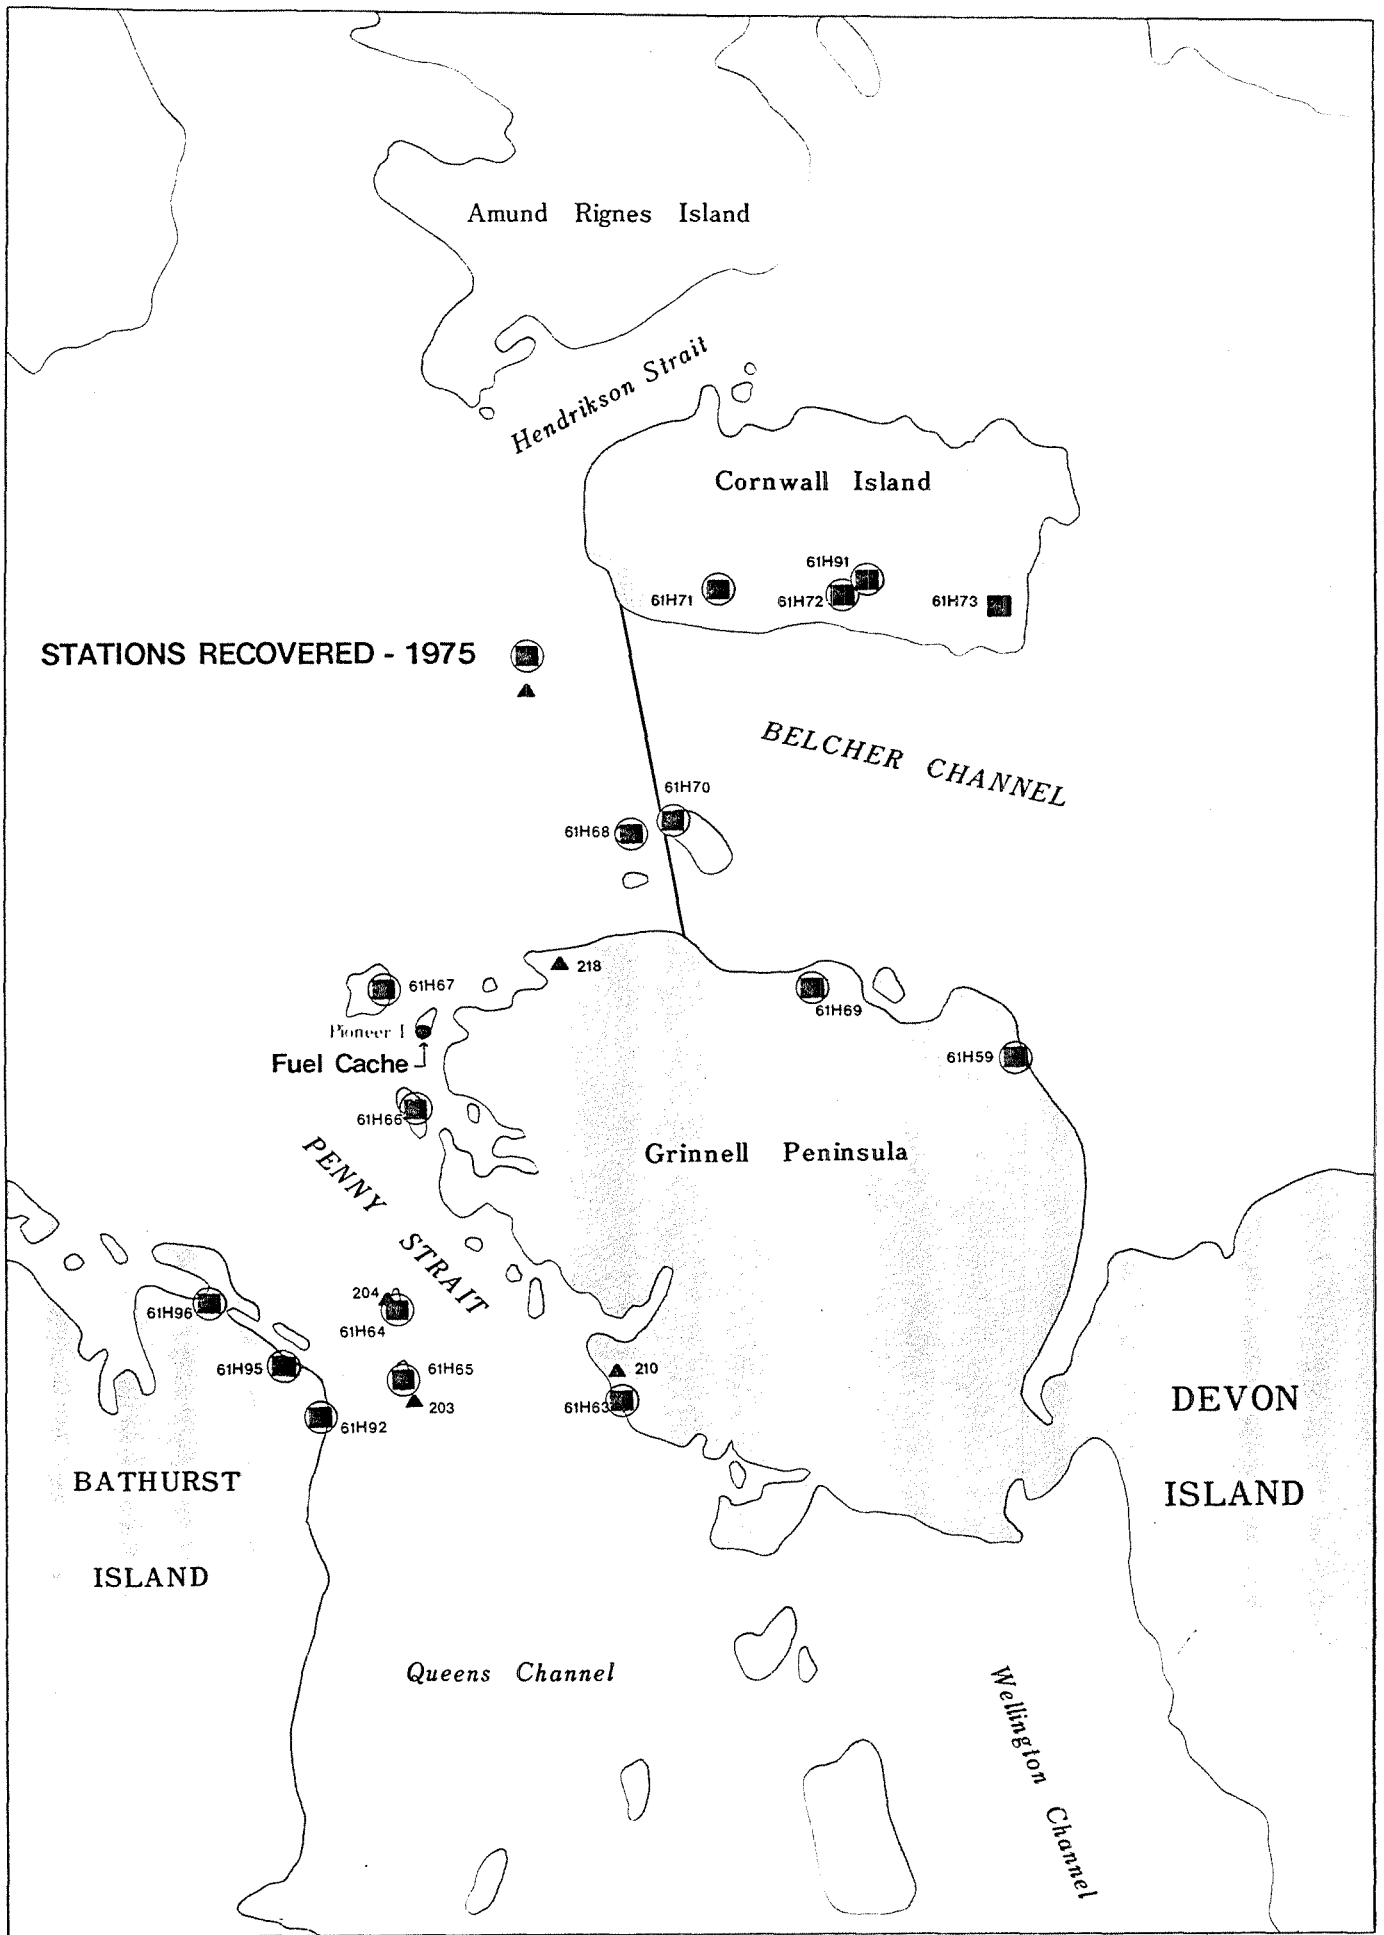 Amund Rignes Island
Hendrikson Strait
Cornwall Island
61H91
61H71
61H72
61H73
STATIONS RECOVERED - 1975
BELCHER CHANNEL
61H70
61H68
218
61H67
61H69
Pioneer I
Fuel Cache
61H59
61H66
PENNY STRAIT
Grinnell Peninsula
204
61H96
61H64
61H95
61H65
210
203
61H63
61H92
DEVON
ISLAND
BATHURST
ISLAND
Queens Channel
Wellington Channel